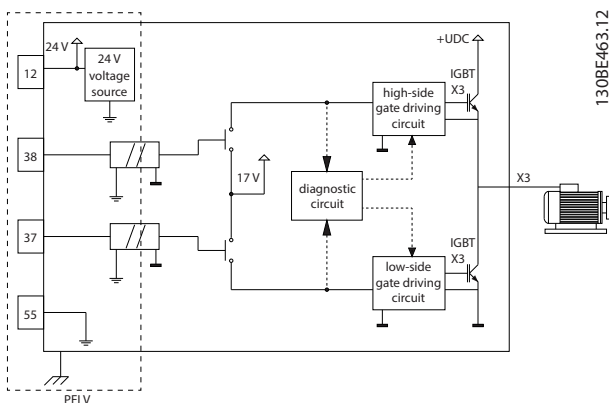 130BE463.12
12
24 V
24 V
voltage
source
+UDC
IGBT
X3
high-side
gate driving
circuit
38
17 V
diagnostic
circuit
X3
37
IGBT
X3
low-side
gate driving
circuit
55
PELV